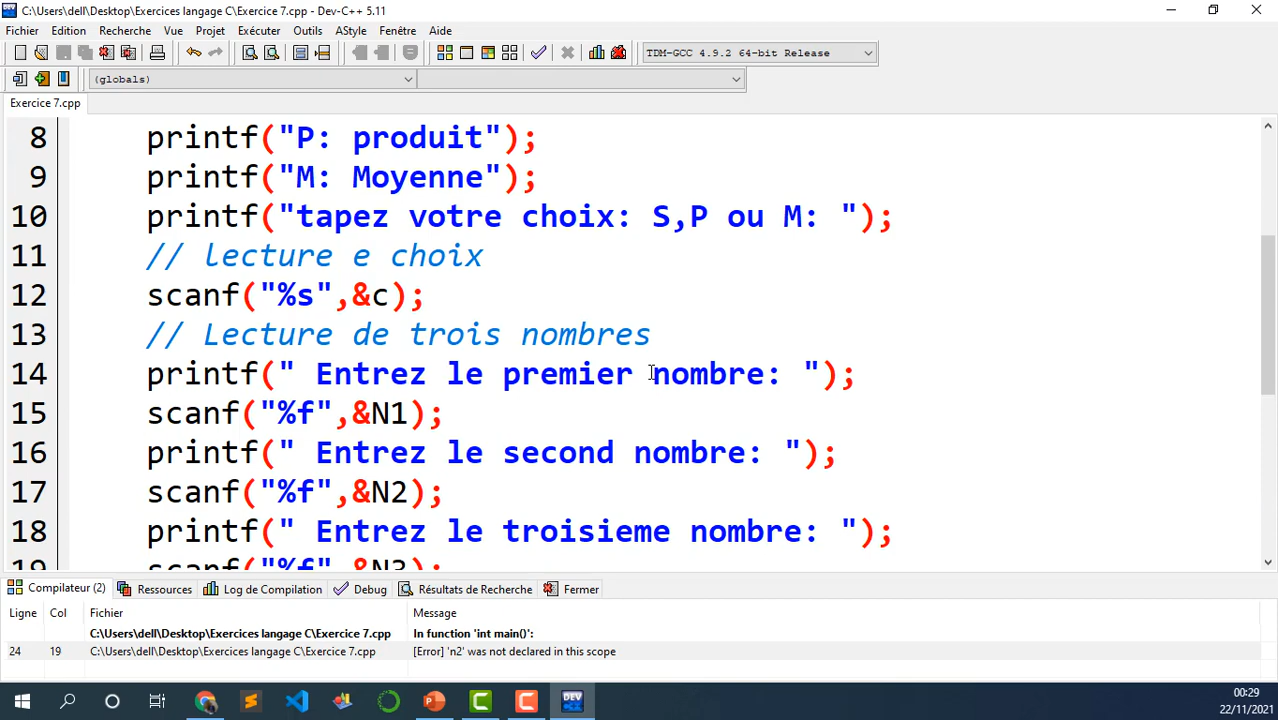 C:\Users\dell\Desktop\Exercices langage C\Exercice 7.cpp - Dev-C++ 5.11
Fichier Edition Recherche Vue Projet Exécuter Outils AStyle Fenêtre Aide
TDM-GCC 4.9.2 64-bit Release
(globals)
Exercice 7.cpp
8 printf("P: produit");
9 printf("M: Moyenne");
10 printf("tapez votre choix: S,P ou M: ");
11 // lecture e choix
12 scanf("%s",&c);
13 // Lecture de trois nombres
14 printf(" Entrez le premier nombre: ");
15 scanf("%f",&N1);
16 printf(" Entrez le second nombre: ");
17 scanf("%f",&N2);
18 printf(" Entrez le troisieme nombre: ");
19 scanf("%f",&N3);
Compilateur (2) Ressources Log de Compilation Debug Résultats de Recherche Fermer
Ligne Col Fichier Message
C:\Users\dell\Desktop\Exercices langage C\Exercice 7.cpp In function 'int main()':
24 19 C:\Users\dell\Desktop\Exercices langage C\Exercice 7.cpp [Error] 'n2' was not declared in this scope
DEV
00:29
22/11/2021